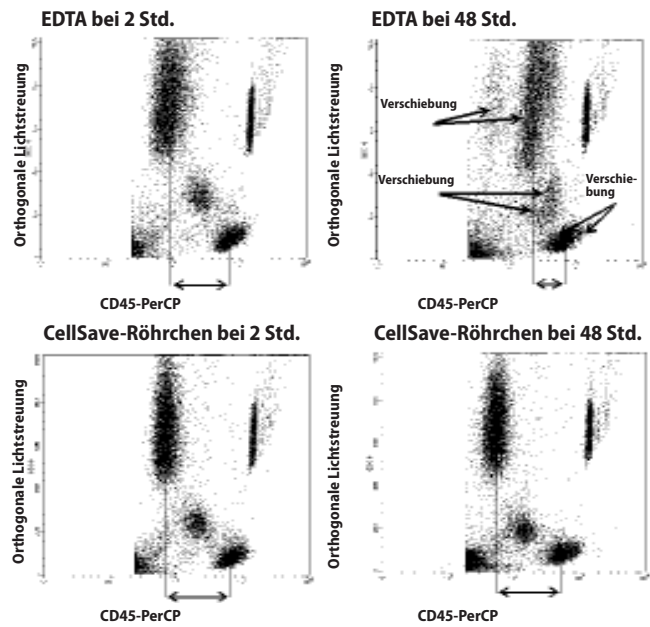 EDTA bei 2 Std.
Orthogonale Lichtstreuung
CD45-PerCP
EDTA bei 48 Std.
Orthogonale Lichtstreuung
Verschiebung
Verschiebung
Verschie-
bung
CD45-PerCP
CellSave-Röhrchen bei 2 Std.
Orthogonale Lichtstreuung
CD45-PerCP
CellSave-Röhrchen bei 48 Std.
Orthogonale Lichtstreuung
CD45-PerCP